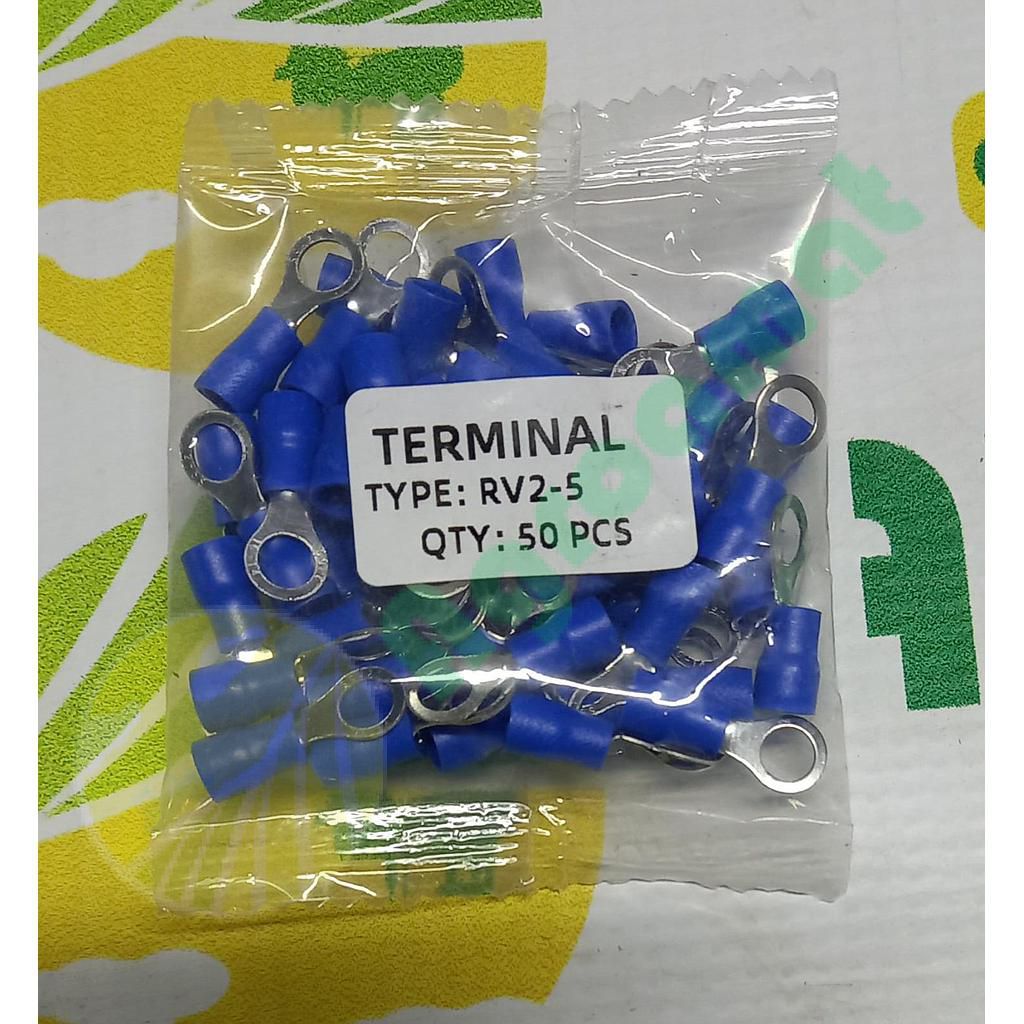 TERMINAL
TYPE: RV2-5
QTY: 50 PCS